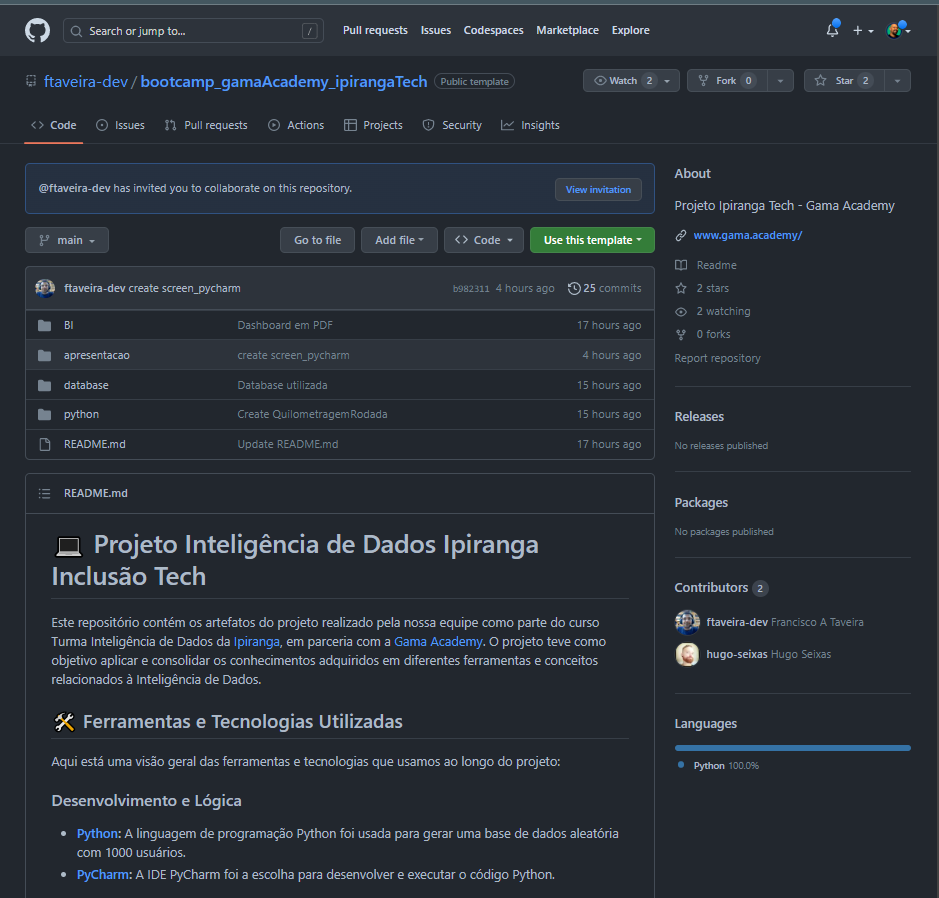 Search or jump to... /
Pull requests Issues Codespaces Marketplace Explore
ftaveira-dev / bootcamp_gamaAcademy_ipirangaTech Public template
Watch 2 Fork 0 Star 2
Code Issues Pull requests Actions Projects Security Insights
@ftaveira-dev has invited you to collaborate on this repository.
View invitation
main Go to file Add file Code Use this template
ftaveira-dev create screen_pycharm b982311 4 hours ago 25 commits
BI Dashboard em PDF 17 hours ago
apresentacao create screen_pycharm 4 hours ago
database Database utilizada 15 hours ago
python Create QuilometragemRodada 15 hours ago
README.md Update README.md 17 hours ago
README.md
Projeto Inteligência de Dados Ipiranga
Inclusão Tech
Este repositório contém os artefatos do projeto realizado pela nossa equipe como parte do curso
Turma Inteligência de Dados da Ipiranga, em parceria com a Gama Academy. O projeto teve como
objetivo aplicar e consolidar os conhecimentos adquiridos em diferentes ferramentas e conceitos
relacionados à Inteligência de Dados.
Ferramentas e Tecnologias Utilizadas
Aqui está uma visão geral das ferramentas e tecnologias que usamos ao longo do projeto:
Desenvolvimento e Lógica
Python: A linguagem de programação Python foi usada para gerar uma base de dados aleatória
com 1000 usuários.
PyCharm: A IDE PyCharm foi a escolha para desenvolver e executar o código Python.
About
Projeto Ipiranga Tech - Gama Academy
www.gama.academy/
Readme
2 stars
2 watching
0 forks
Report repository
Releases
No releases published
Packages
No packages published
Contributors 2
ftaveira-dev Francisco A Taveira
hugo-seixas Hugo Seixas
Languages
Python 100.0%